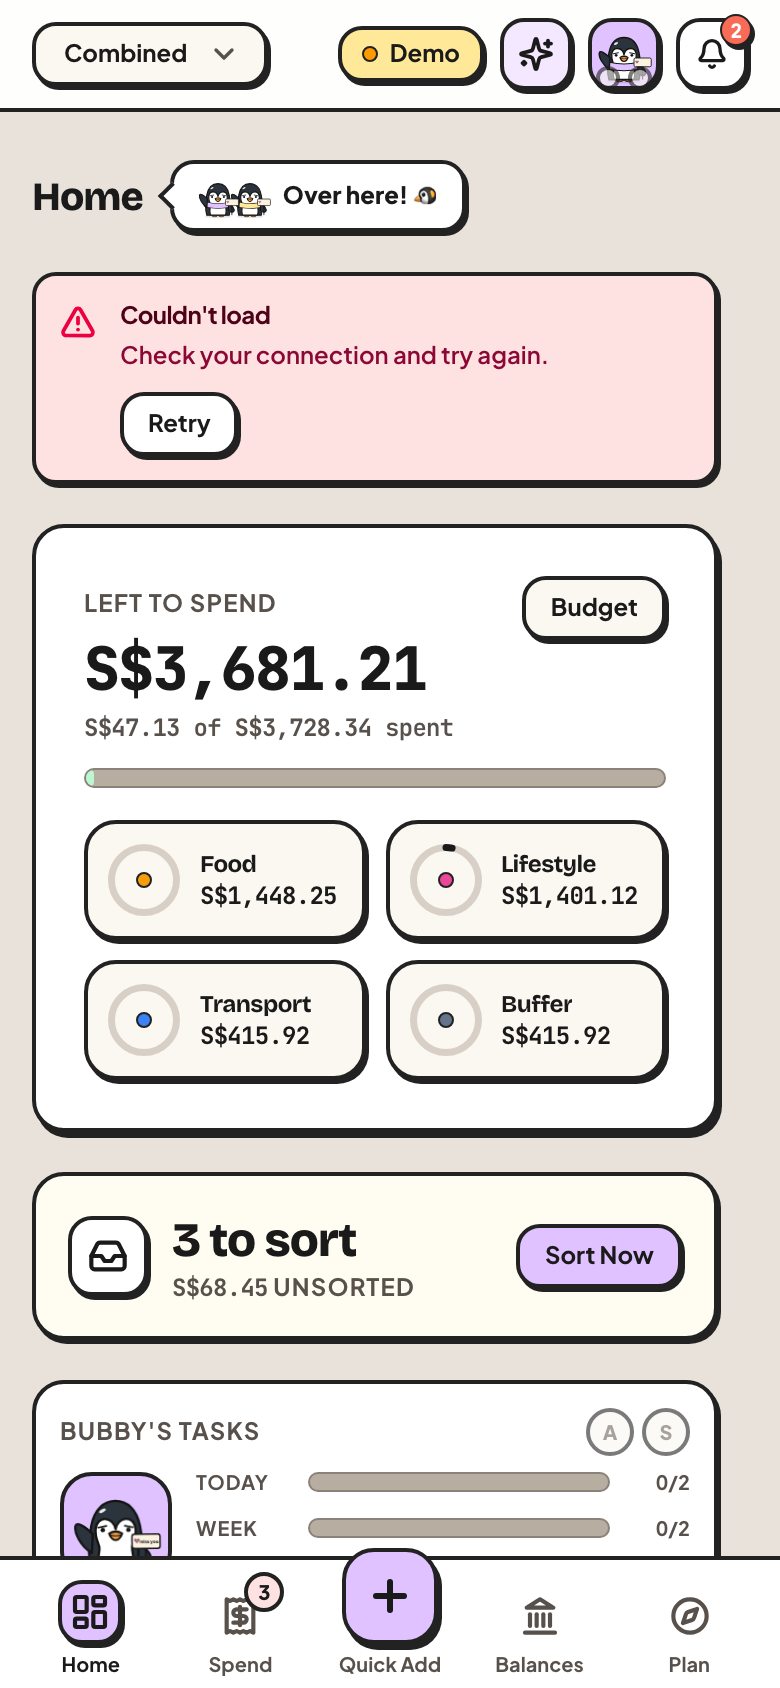 Combined
Demo
2
Home
Over here!
Couldn't load
Check your connection and try again.
Retry
LEFT TO SPEND
Budget
S$3,681.21
S$47.13 of S$3,728.34 spent
Food
S$1,448.25
Lifestyle
S$1,401.12
Transport
S$415.92
Buffer
S$415.92
3 to sort
S$68.45 UNSORTED
Sort Now
BUBBY'S TASKS
A
S
TODAY
0/2
WEEK
0/2
Home
3
Spend
Quick Add
Balances
Plan